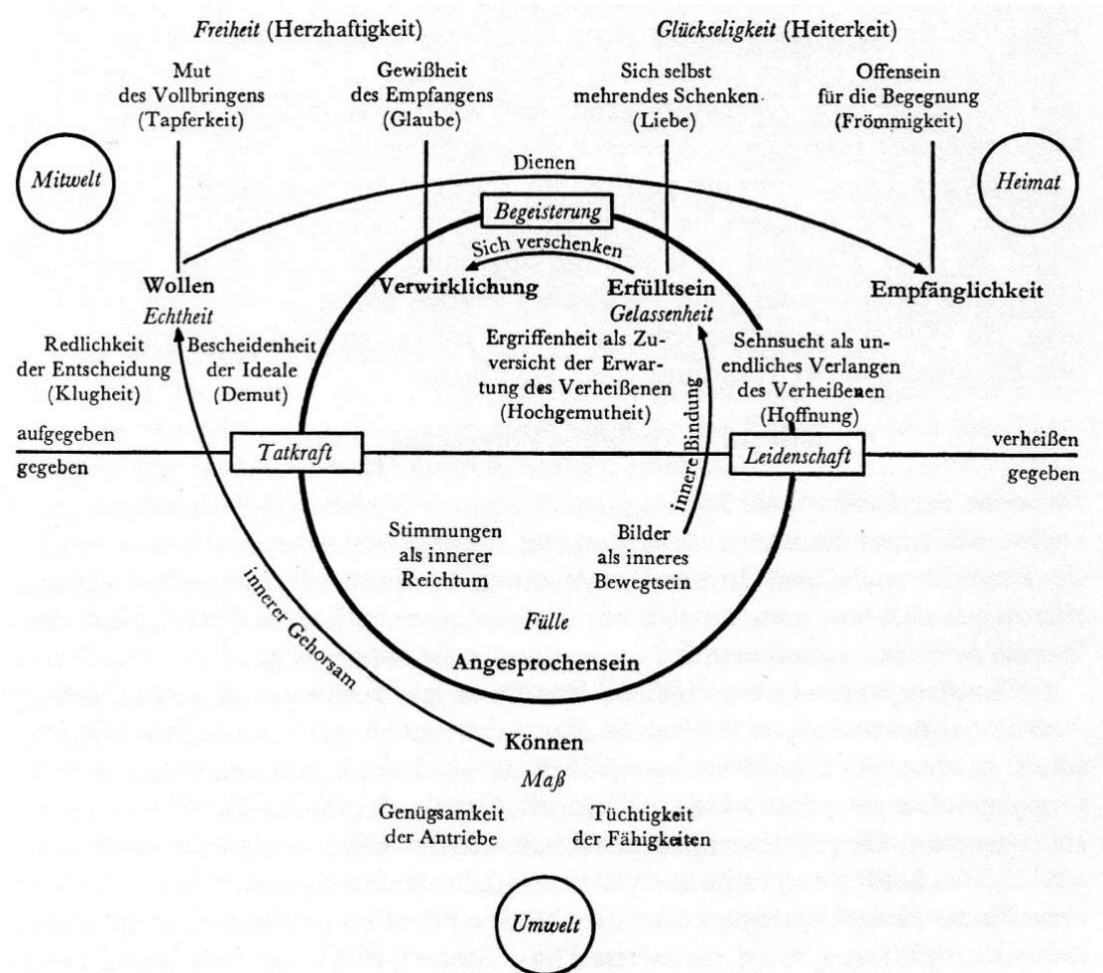 Freiheit (Herzhaftigkeit)
Glückseligkeit (Heiterkeit)
Mut
des Vollbringens
(Tapferkeit)
Gewißheit
des Empfangens
(Glaube)
Sich selbst
mehrendes Schenken
(Liebe)
Offensein
für die Begegnung
(Frömmigkeit)
Mitwelt
Dienen
Heimat
Begeisterung
Sich verschenken
Wollen
Echtheit
Verwirklichung
Erfülltsein
Gelassenheit
Empfänglichkeit
Redlichkeit
der Entscheidung
(Klugheit)
Bescheidenheit
der Ideale
(Demut)
Ergriffenheit als Zu-
versicht der Erwar-
tung des Verheißenen
(Hochgemutheit)
innere Bindung
Sehnsucht als un-
endliches Verlangen
des Verheißenen
(Hoffnung)
aufgegeben
gegeben
Tatkraft
Leidenschaft
verheißen
gegeben
Stimmungen
als innerer
Reichtum
Bilder
als inneres
Bewegtsein
innerer Gehorsam
Fülle
Angesprochensein
Können
Maß
Genügsamkeit
der Antriebe
Tüchtigkeit
der Fähigkeiten
Umwelt